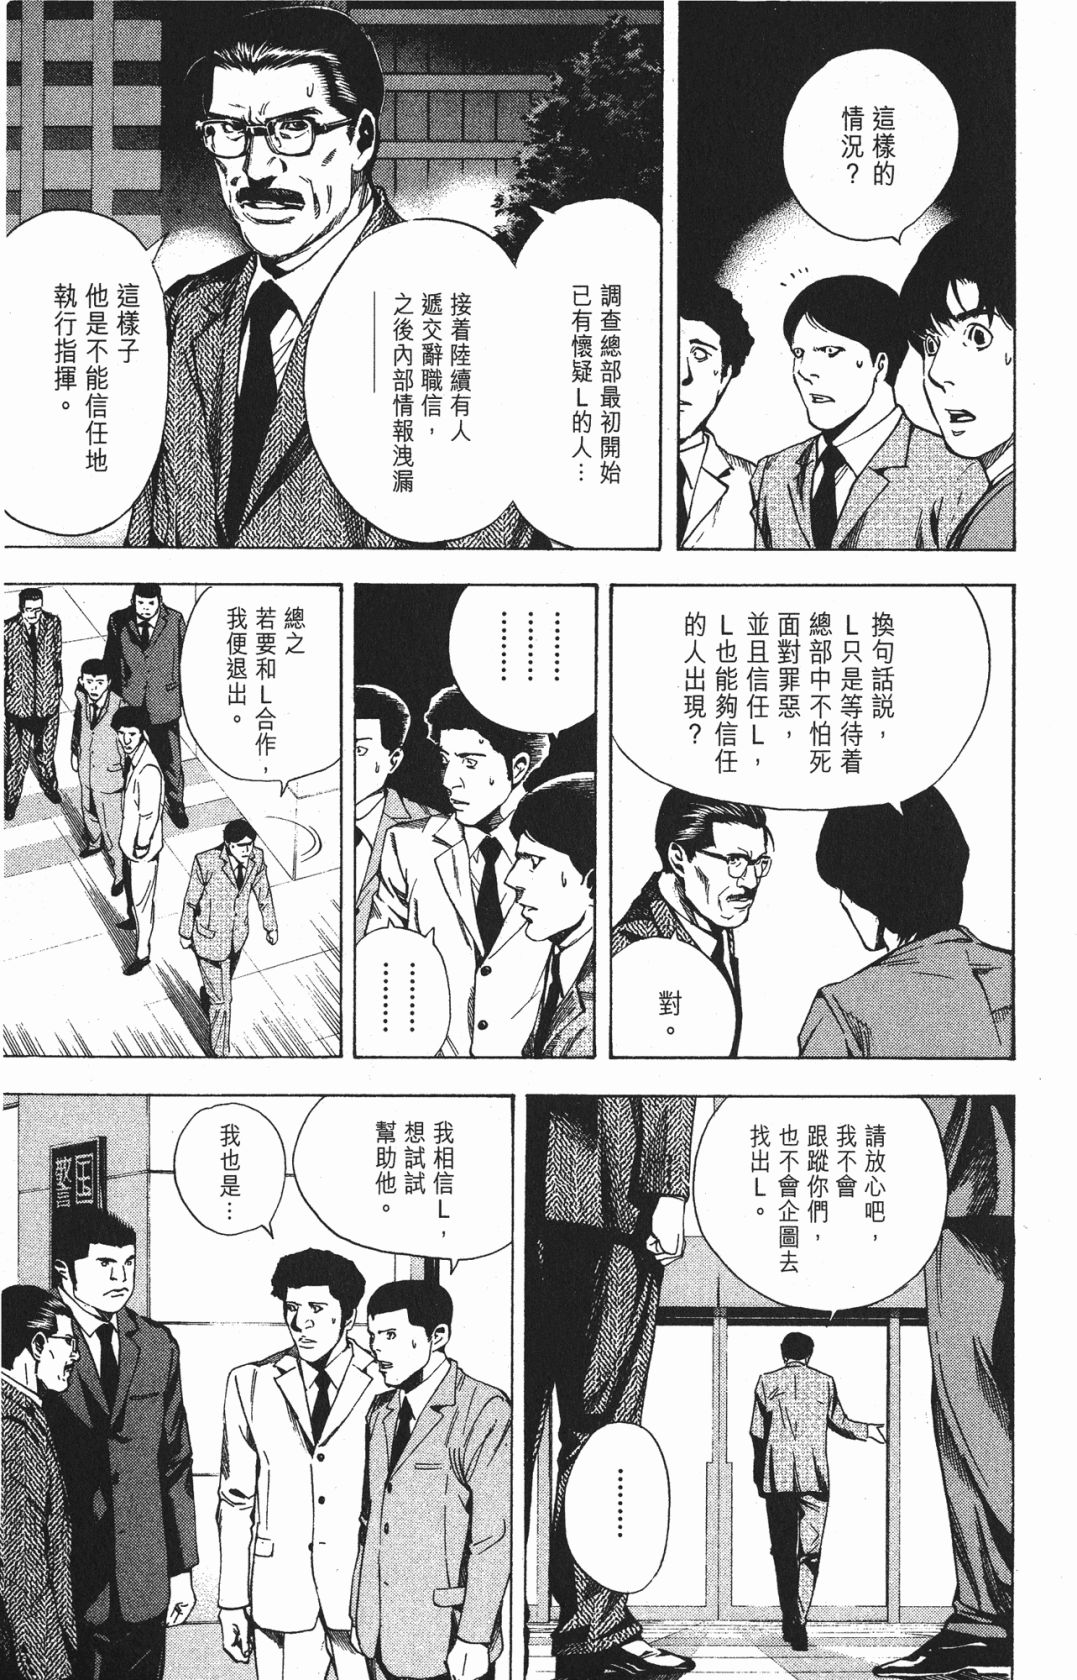 這樣的
情況？
調查總部最初開始
已有懷疑L的人…
接着陸續有人
遞交辭職信，
之後內部情報洩漏
——
這樣子
他是不能信任地
執行指揮。
換句話説，
L只是等待着
總部中不怕死
面對罪惡，
並且信任L，
L也能夠信任
的人出現？
對。
………
………
………
總之
若要和L合作，
我便退出。
請放心吧，
我不會
跟蹤你們，
也不會企圖去
找出L。
………
我相信L，
想試試
幫助他。
我也是…